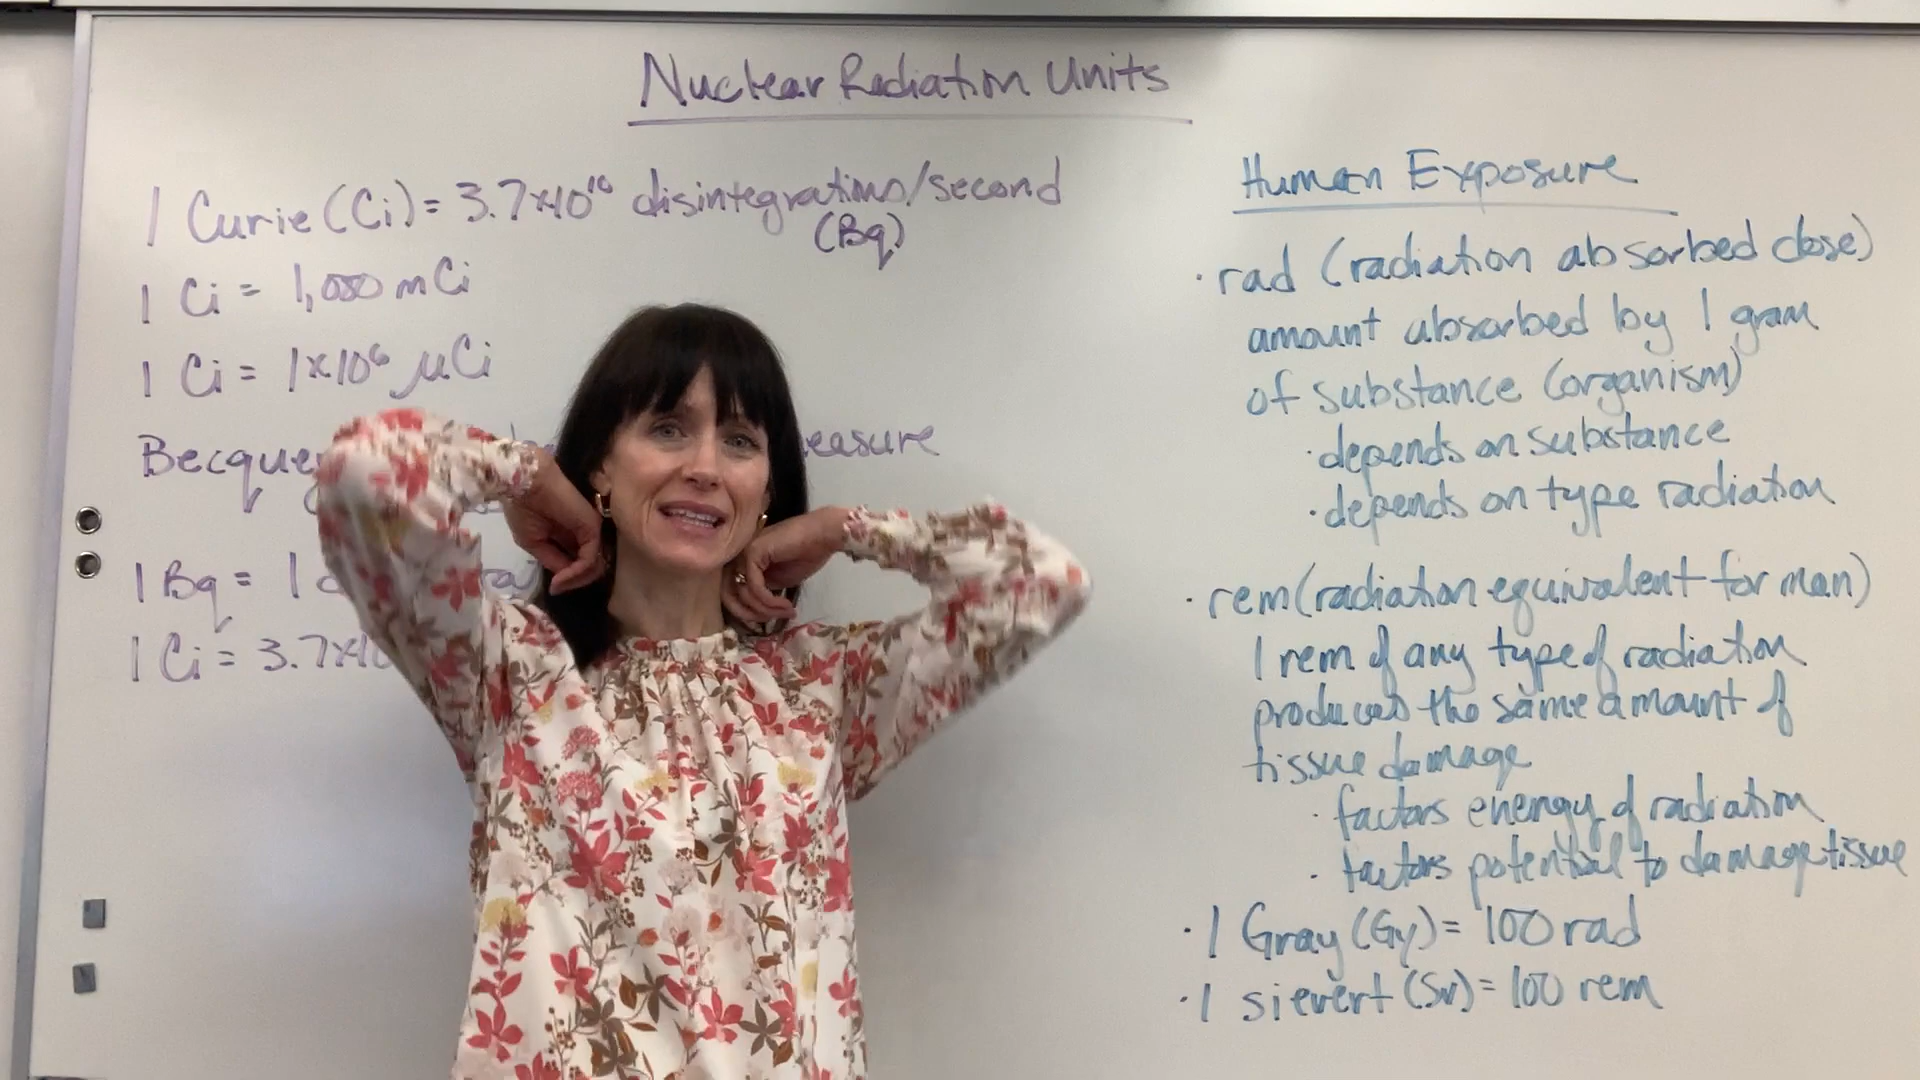 Nuclear Radiation Units
1 Curie (Ci) = 3.7x10¹⁰ disintegrations/second
(Bq)
1 Ci = 1,000 mCi
1 Ci = 1x10⁶ µCi
easure
1 Bq = 1
1 Ci = 3.7x10
Human Exposure
· rad (radiation absorbed dose)
amount absorbed by 1 gram
of substance (organism)
· depends on substance
· depends on type radiation
· rem (radiation equivalent for man)
1 rem of any type of radiation
produces the same amount of
tissue damage
· factors energy of radiation
· factors potential to damage tissue
· 1 Gray (Gy) = 100 rad
· 1 sievert (Sv) = 100 rem